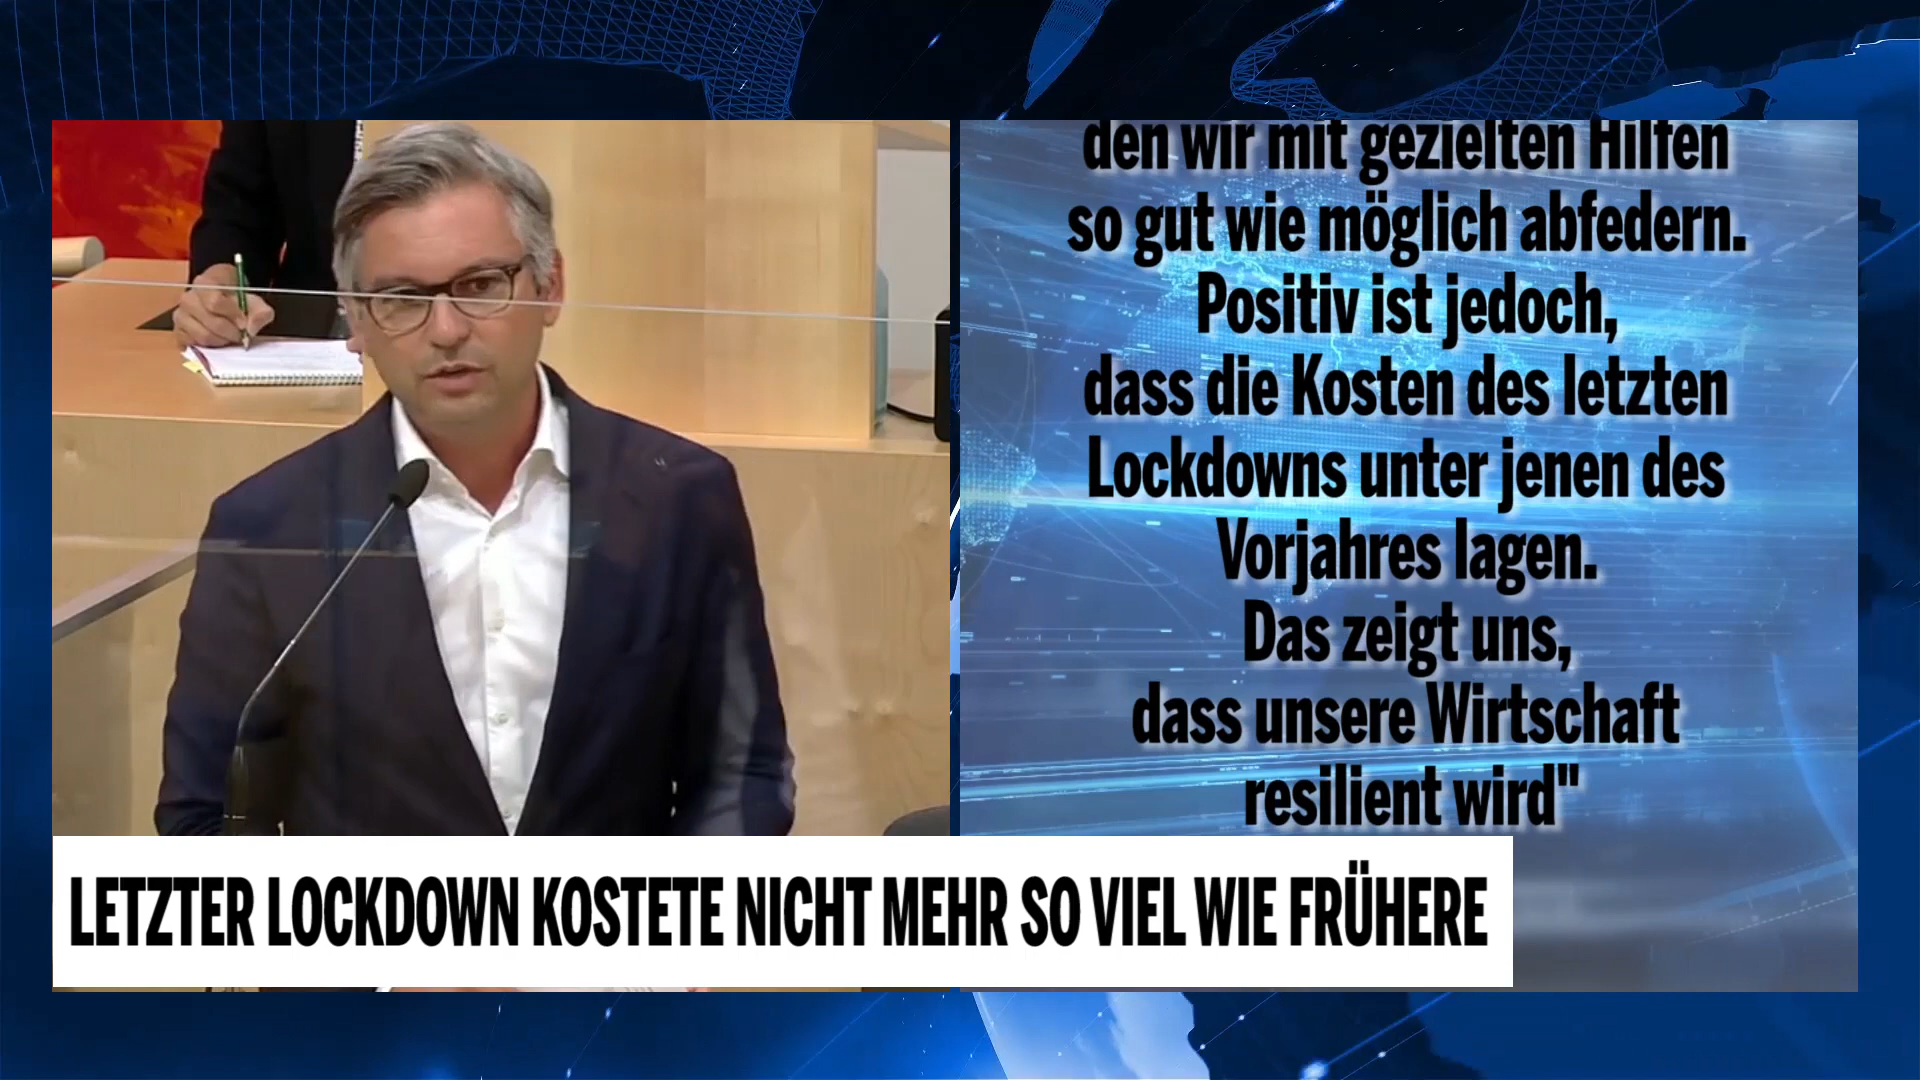 den wir mit gezielten Hilfen
so gut wie möglich abfedern.
Positiv ist jedoch,
dass die Kosten des letzten
Lockdowns unter jenen des
Vorjahres lagen.
Das zeigt uns,
dass unsere Wirtschaft
resilient wird"
LETZTER LOCKDOWN KOSTETE NICHT MEHR SO VIEL WIE FRÜHERE